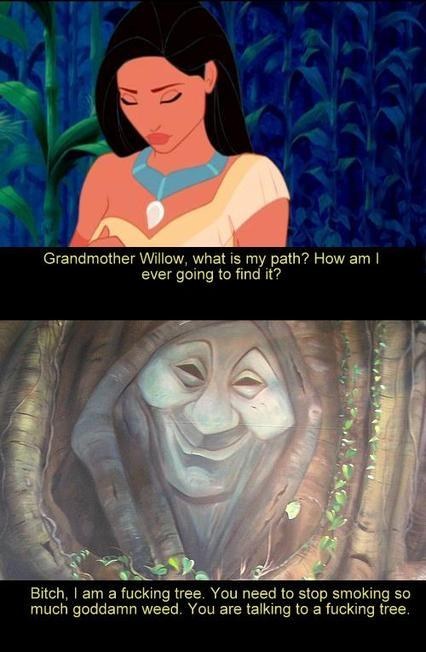 Grandmother Willow, what is my path? How am I
ever going to find it?
Bitch, I am a fucking tree. You need to stop smoking so
much goddamn weed. You are talking to a fucking tree.